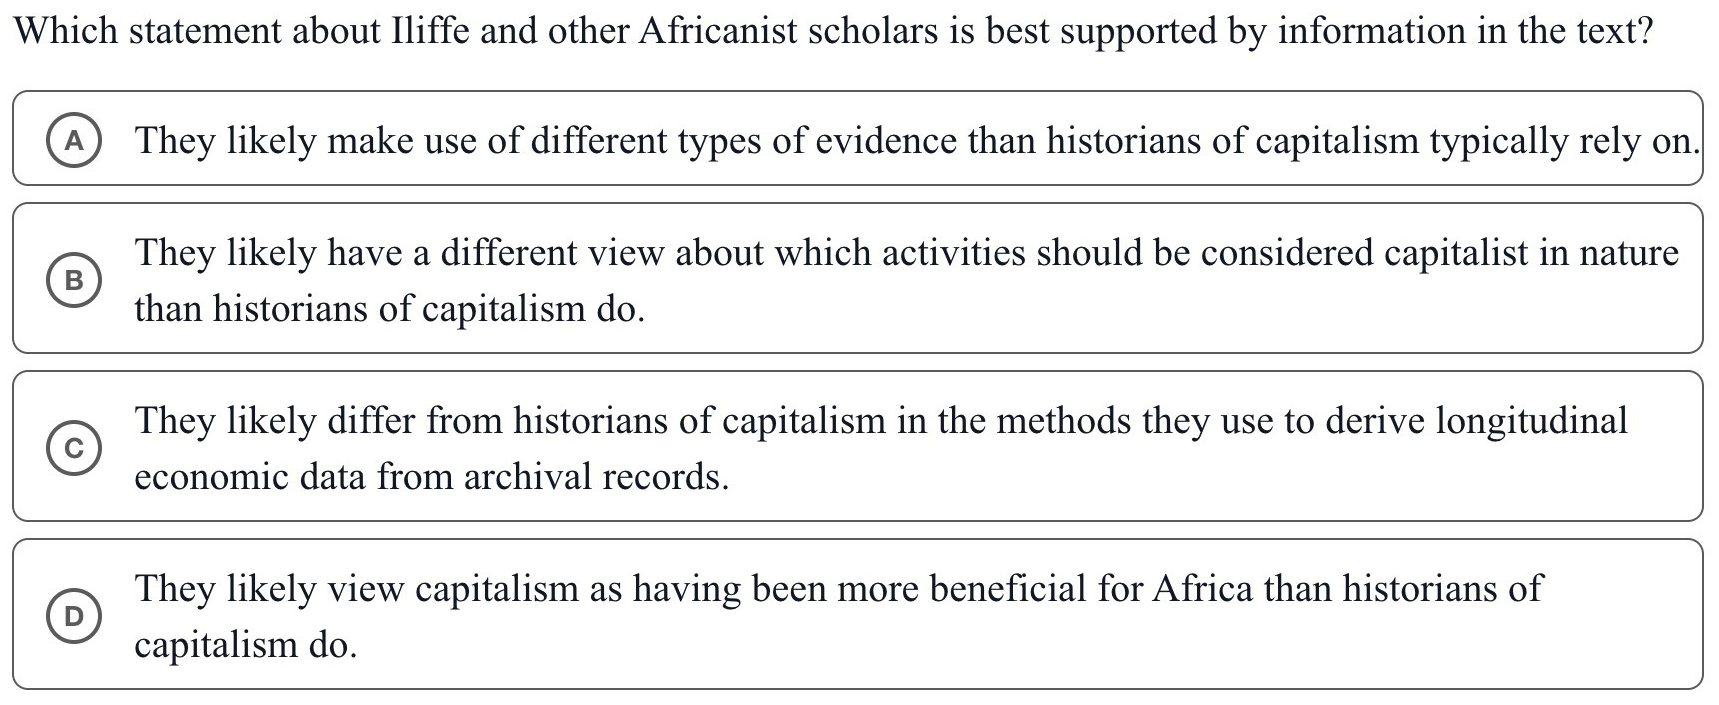 Which statement about Iliffe and other Africanist scholars is best supported by information in the text?
A They likely make use of different types of evidence than historians of capitalism typically rely on.
B They likely have a different view about which activities should be considered capitalist in nature
than historians of capitalism do.
C They likely differ from historians of capitalism in the methods they use to derive longitudinal
economic data from archival records.
D They likely view capitalism as having been more beneficial for Africa than historians of
capitalism do.